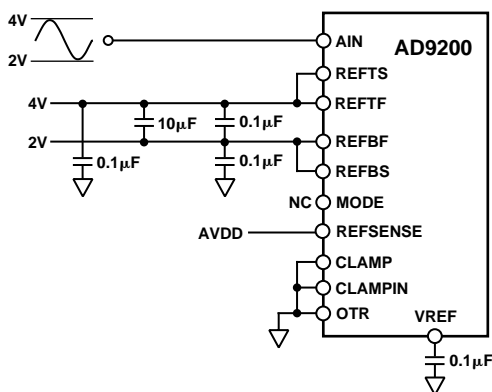 4V
2V
AIN
AD9200
REFTS
4V
REFTF
10µF
0.1µF
2V
REFBF
0.1µF
0.1µF
REFBS
NC
MODE
AVDD
REFSENSE
CLAMP
CLAMPIN
OTR
VREF
0.1µF